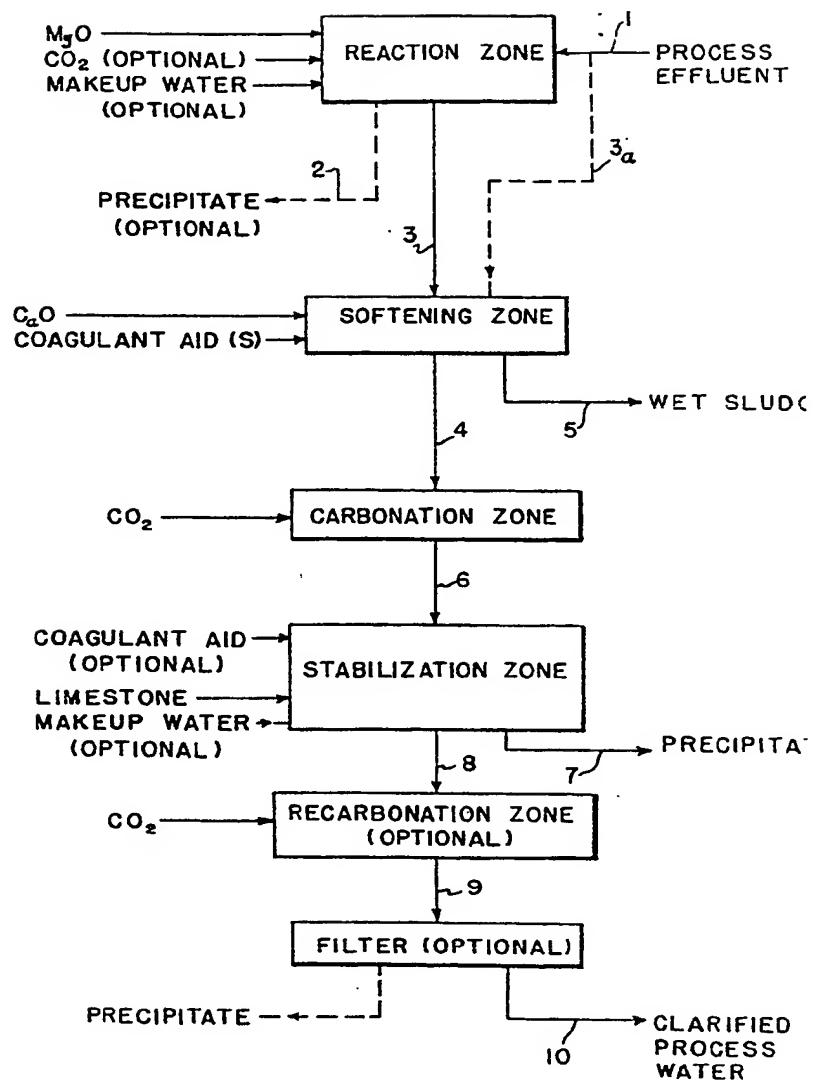 1
MgO
CO₂ (OPTIONAL)
MAKEUP WATER
(OPTIONAL)
REACTION ZONE
PROCESS
EFFLUENT
2
3a
PRECIPITATE
(OPTIONAL)
3
CaO
COAGULANT AID (S)
SOFTENING ZONE
WET SLUDG
5
4
CO₂
CARBONATION ZONE
6
COAGULANT AID
(OPTIONAL)
LIMESTONE
MAKEUP WATER
(OPTIONAL)
STABILIZATION ZONE
PRECIPITAT
7
8
CO₂
RECARBONATION ZONE
(OPTIONAL)
9
FILTER (OPTIONAL)
PRECIPITATE
10
CLARIFIED
PROCESS
WATER